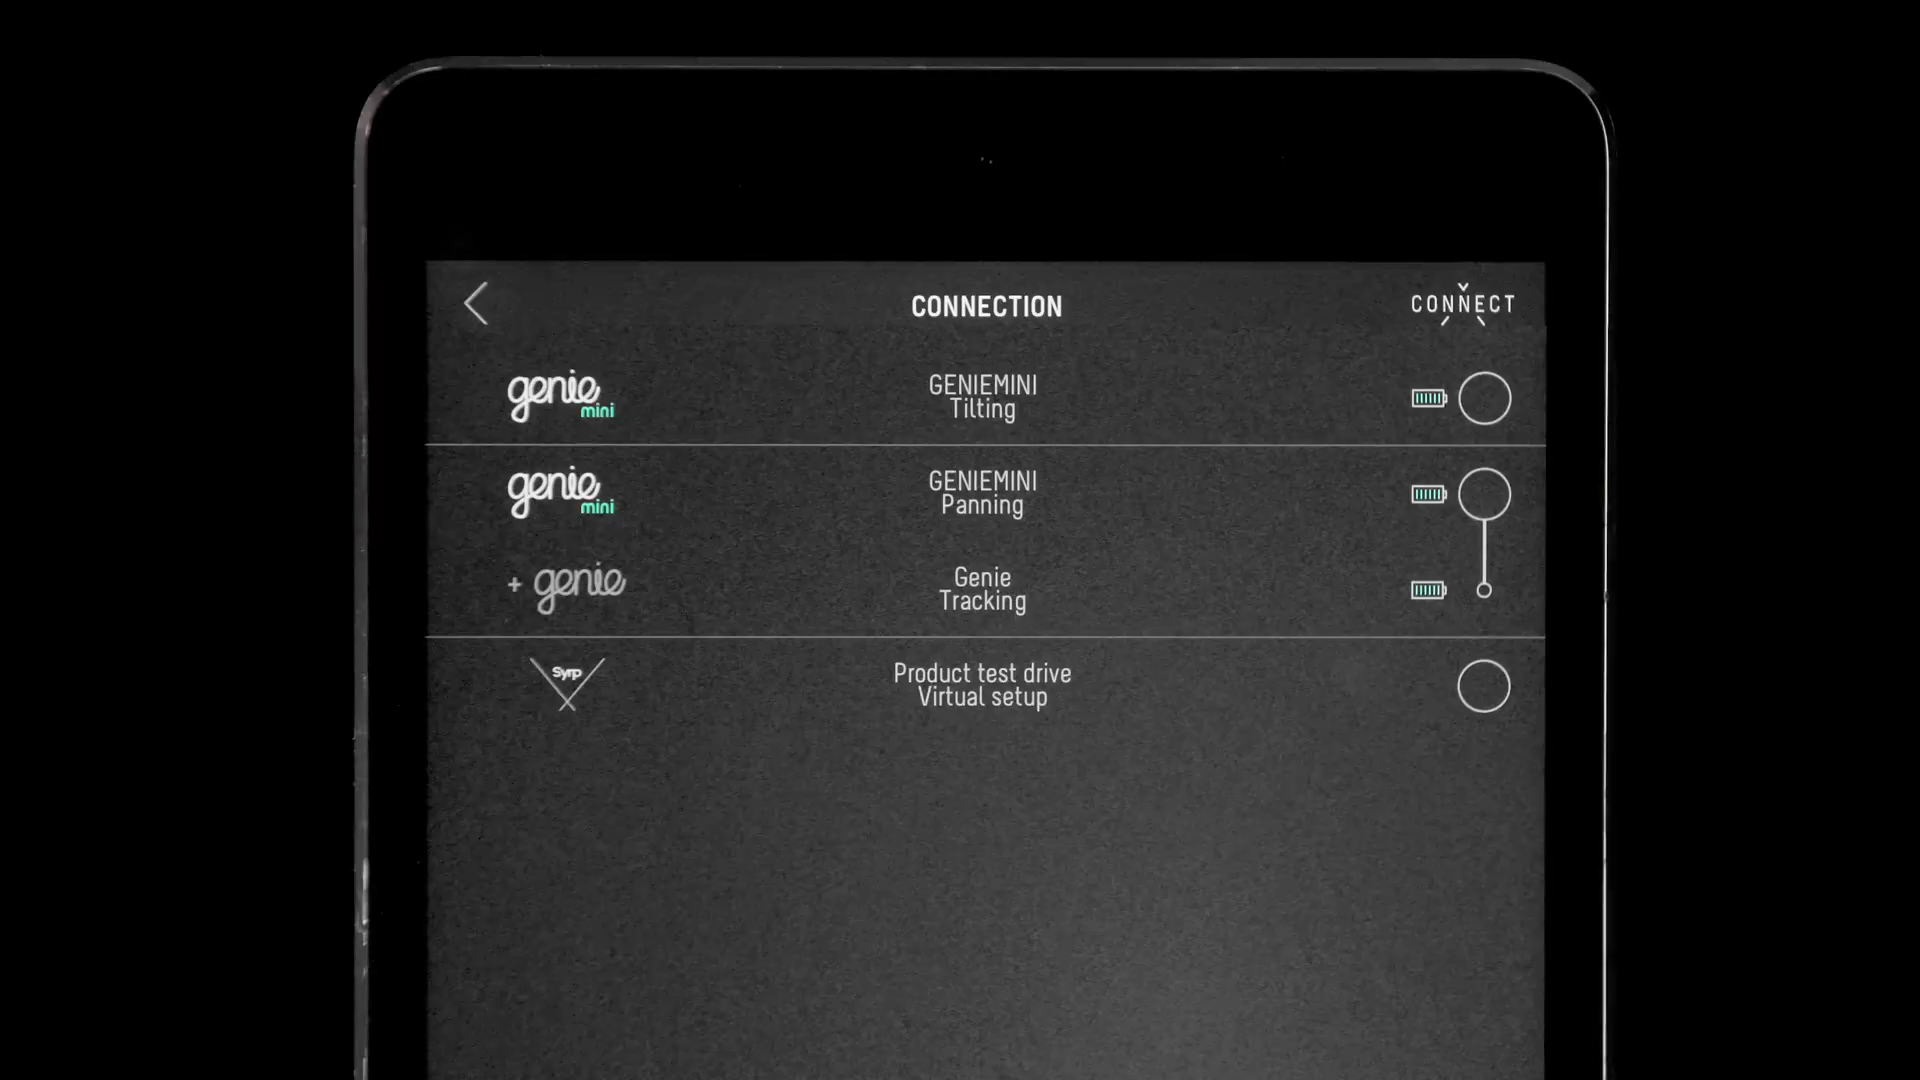 CONNECTION
CONNECT
genie
mini
GENIEMINI
Tilting
genie
mini
GENIEMINI
Panning
+ genie
Genie
Tracking
Syrp
Product test drive
Virtual setup